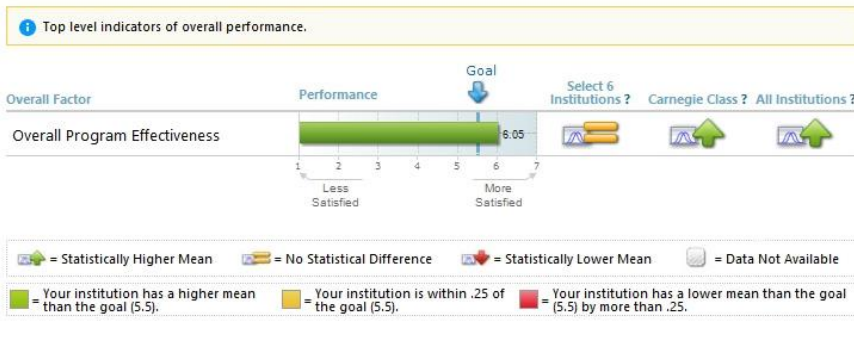 Top level indicators of overall performance.
Goal
Overall Factor Performance Select 6 Institutions ? Carnegie Class ? All Institutions ?
Overall Program Effectiveness 6.05
1 2 3 4 5 6 7
Less Satisfied More Satisfied
= Statistically Higher Mean = No Statistical Difference = Statistically Lower Mean = Data Not Available
= Your institution has a higher mean than the goal (5.5). = Your institution is within .25 of the goal (5.5). = Your institution has a lower mean than the goal (5.5) by more than .25.